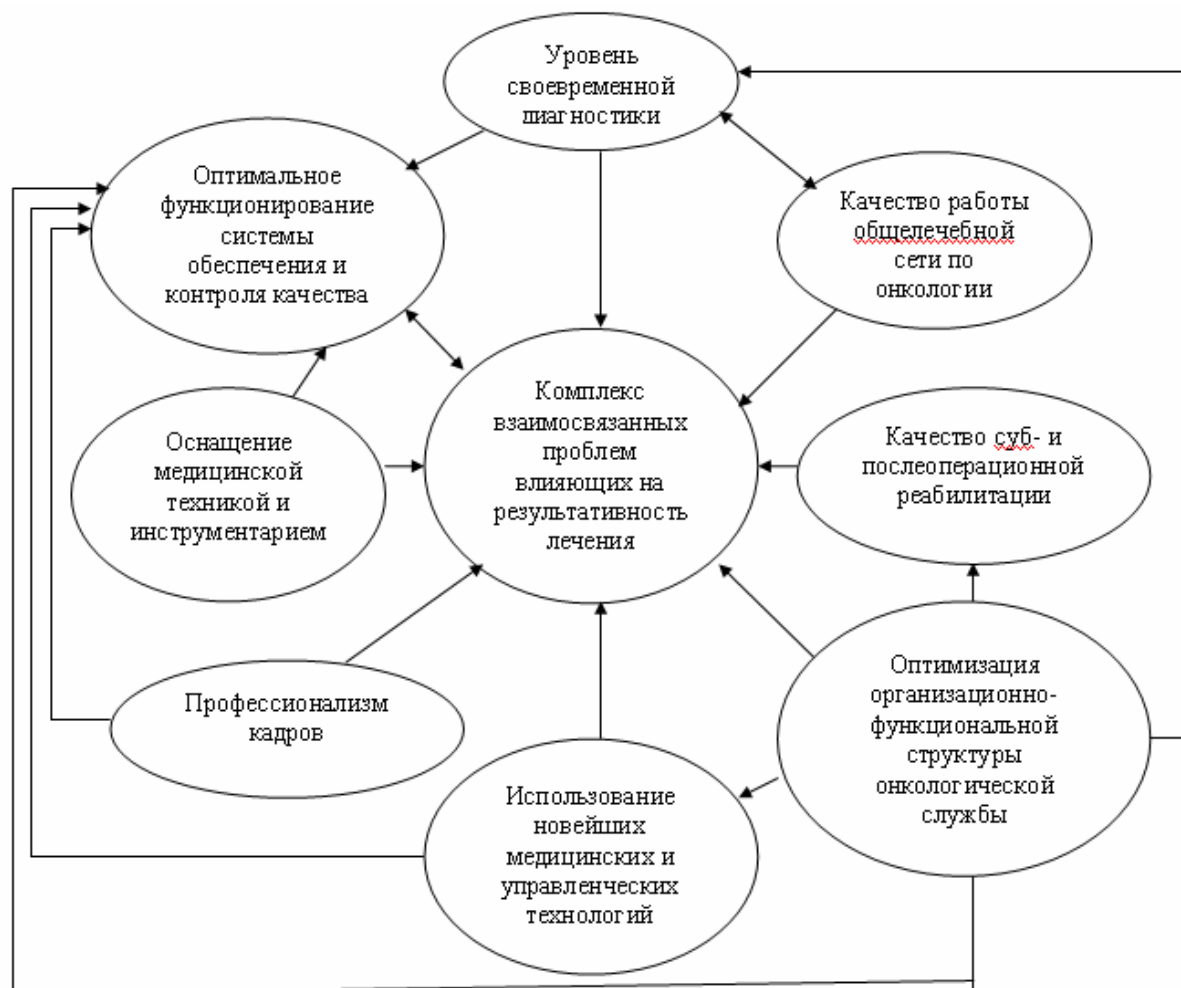 Уровень
своевременной
диагностики
Оптимальное
функционирование
системы
обеспечения и
контроля качества
Качество работы
общелечебной
сети по
онкологии
Комплекс
взаимосвязанных
проблем
влияющих на
результативность
лечения
Оснащение
медицинской
техникой и
инструментарием
Качество суб- и
послеоперационной
реабилитации
Профессионализм
кадров
Оптимизация
организационно-
функциональной
структуры
онкологической
службы
Использование
новейших
медицинских и
управленческих
технологий